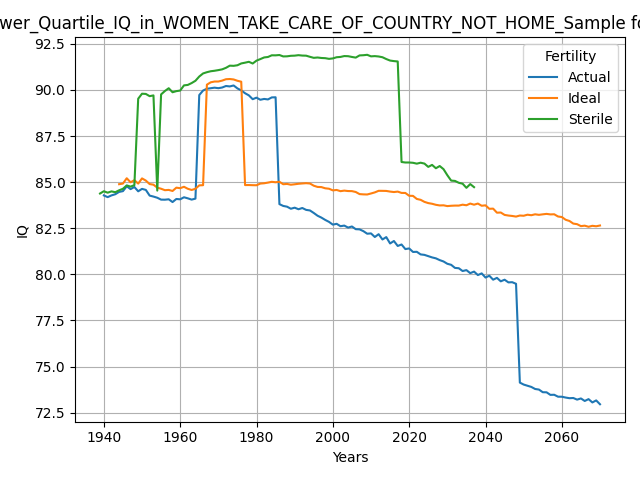 wer_Quartile_IQ_in_WOMEN_TAKE_CARE_OF_COUNTRY_NOT_HOME_Sample fo
92.5
90.0
87.5
85.0
82.5
80.0
77.5
75.0
72.5
IQ
Fertility
Actual
Ideal
Sterile
1940 1960 1980 2000 2020 2040 2060
Years